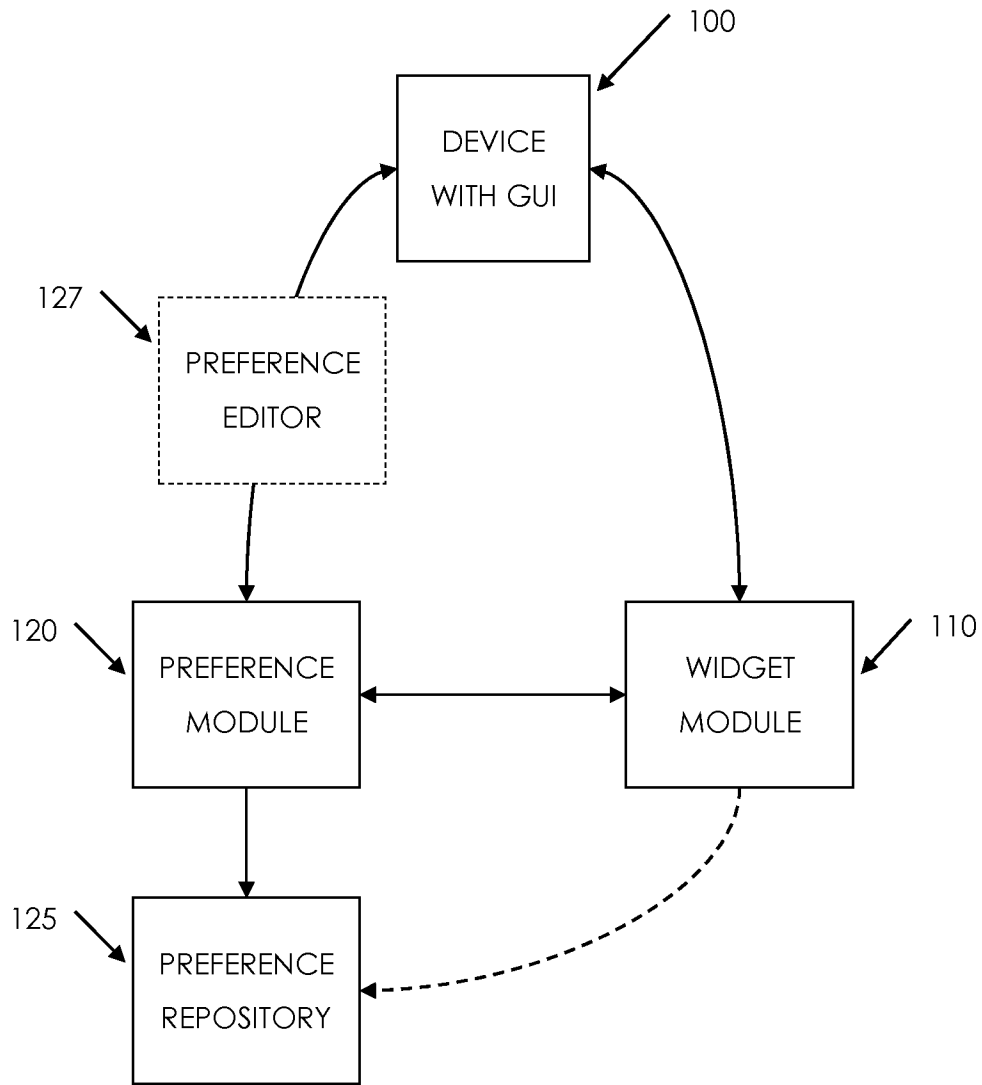 100
DEVICE
WITH GUI
127
PREFERENCE
EDITOR
120
PREFERENCE
MODULE
WIDGET
MODULE
110
125
PREFERENCE
REPOSITORY